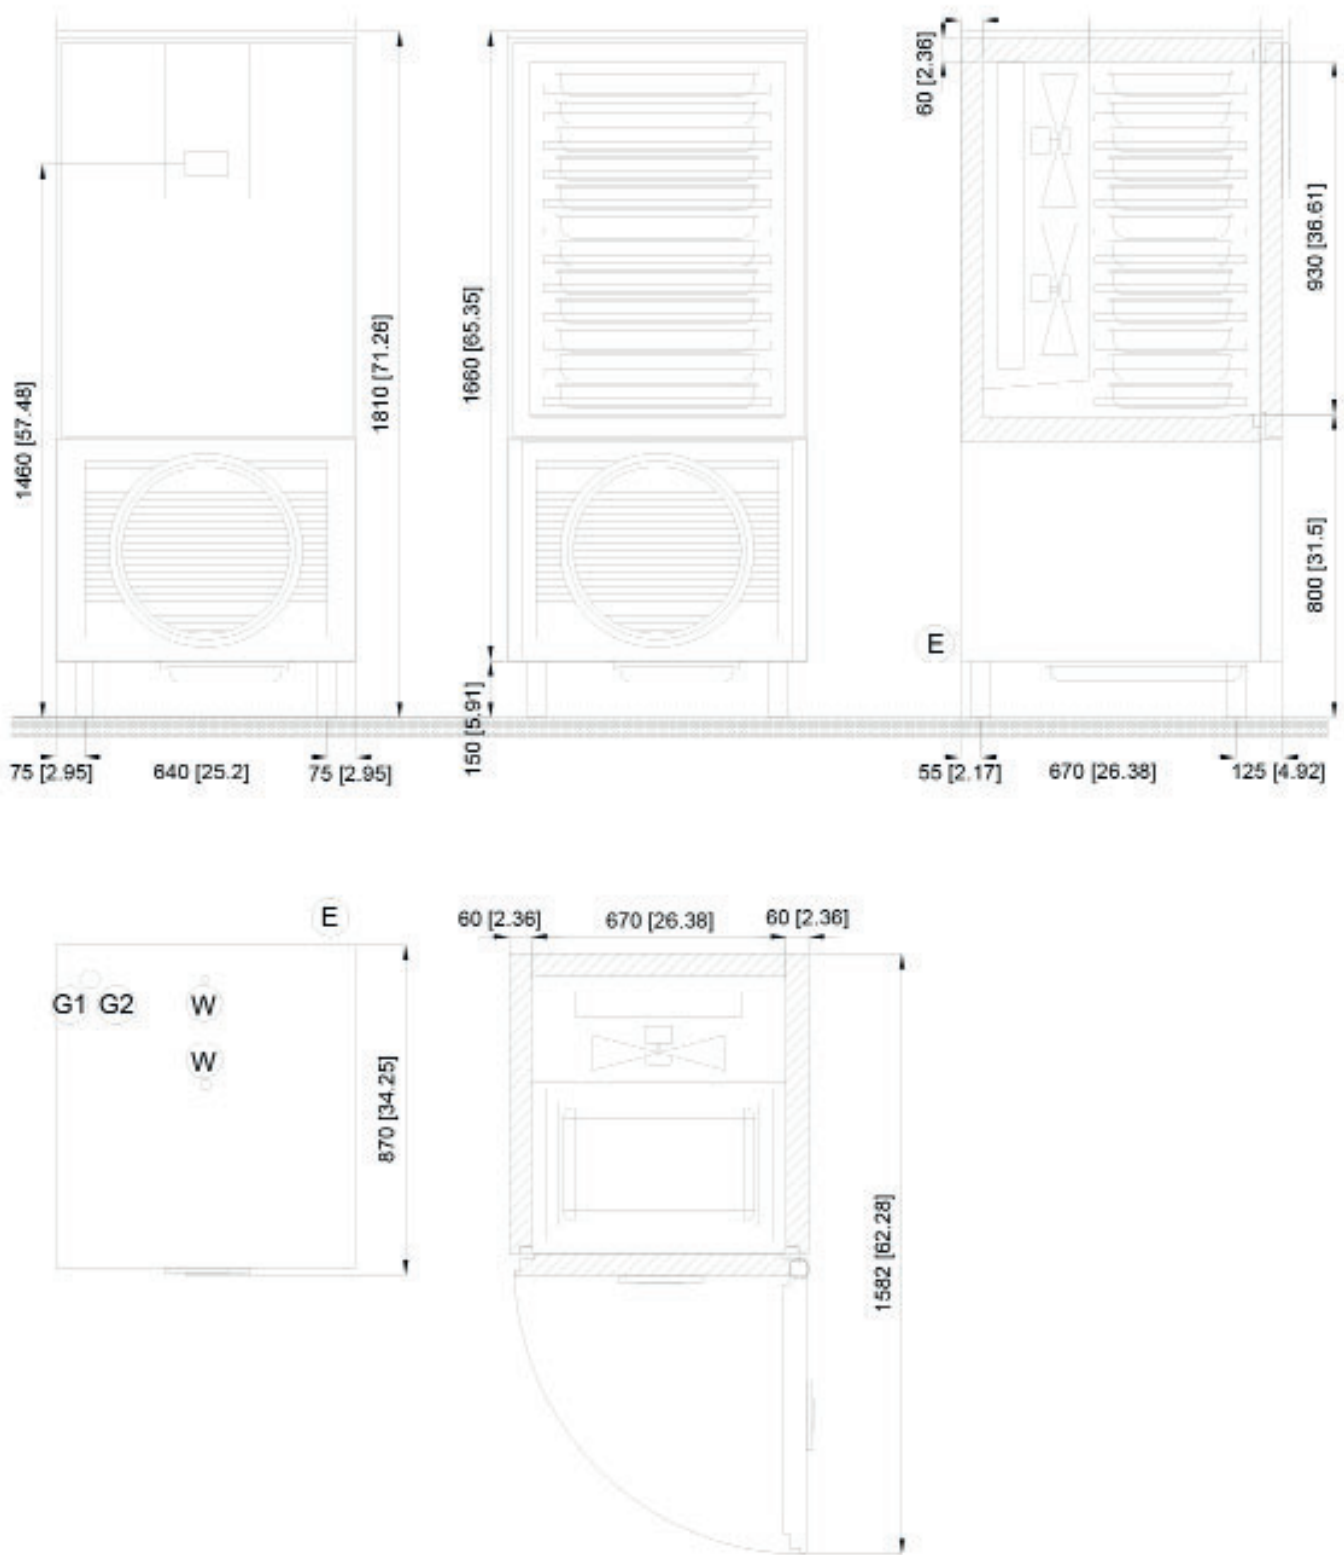 60 [2.36]
1460 [57.48]
1810 [71.26]
1660 [65.35]
930 [36.61]
800 [31.5]
E
150 [5.91]
75 [2.95] 640 [25.2] 75 [2.95]
55 [2.17] 670 [26.38] 125 [4.92]
E
60 [2.36] 670 [26.38] 60 [2.36]
G1 G2 W
W
870 [34.25]
1582 [62.28]